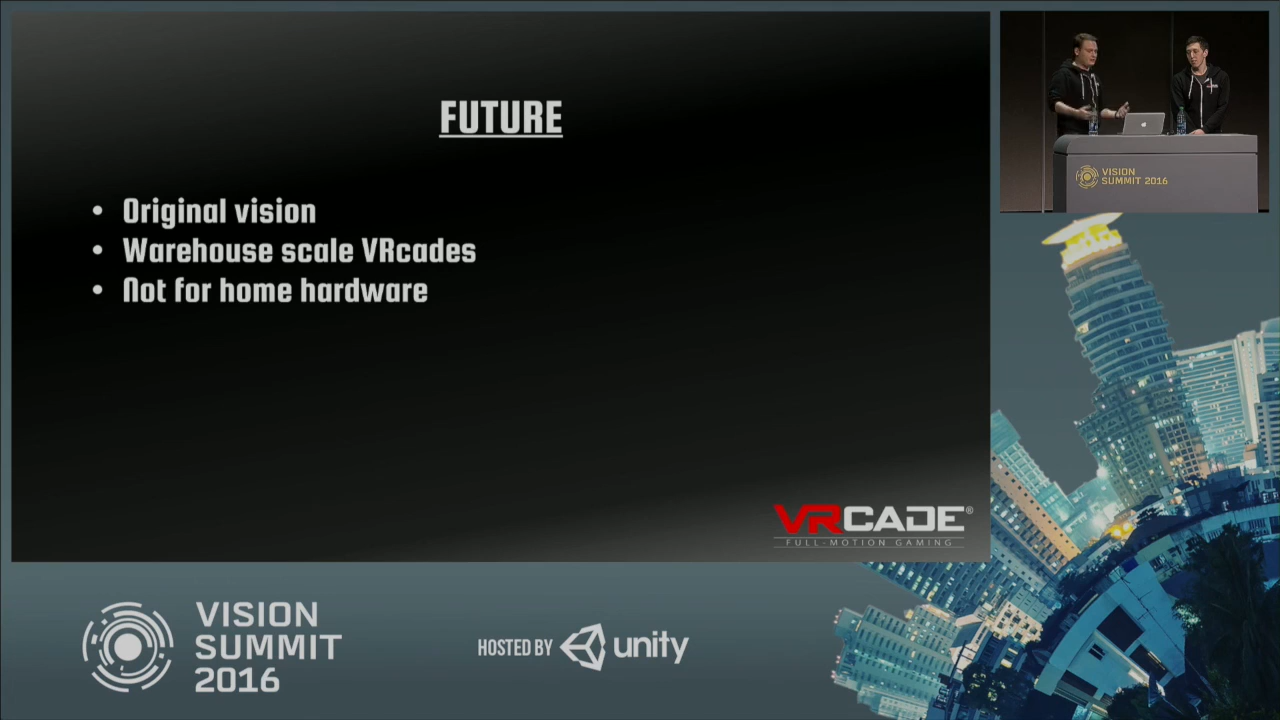 FUTURE
• Original vision
• Warehouse scale VRcades
• Not for home hardware
VRCADE®
FULL-MOTION GAMING
VISION
SUMMIT 2016
VISION
SUMMIT
2016
HOSTED BY unity